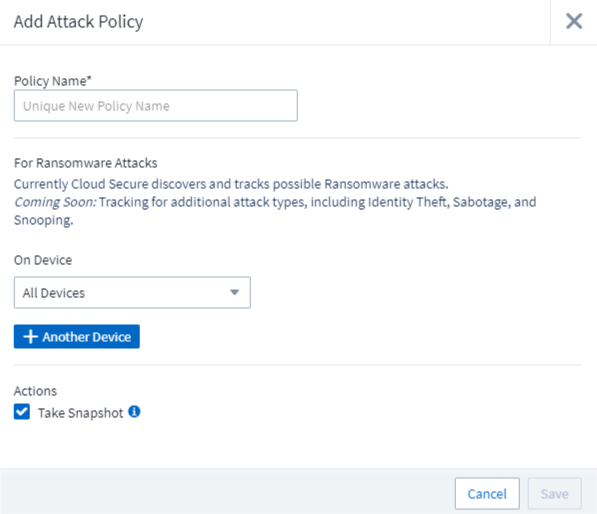 Add Attack Policy
Policy Name*
Unique New Policy Name
For Ransomware Attacks
Currently Cloud Secure discovers and tracks possible Ransomware attacks.
Coming Soon: Tracking for additional attack types, including Identity Theft, Sabotage, and
Snooping.
On Device
All Devices
+ Another Device
Actions
Take Snapshot
Cancel
Save